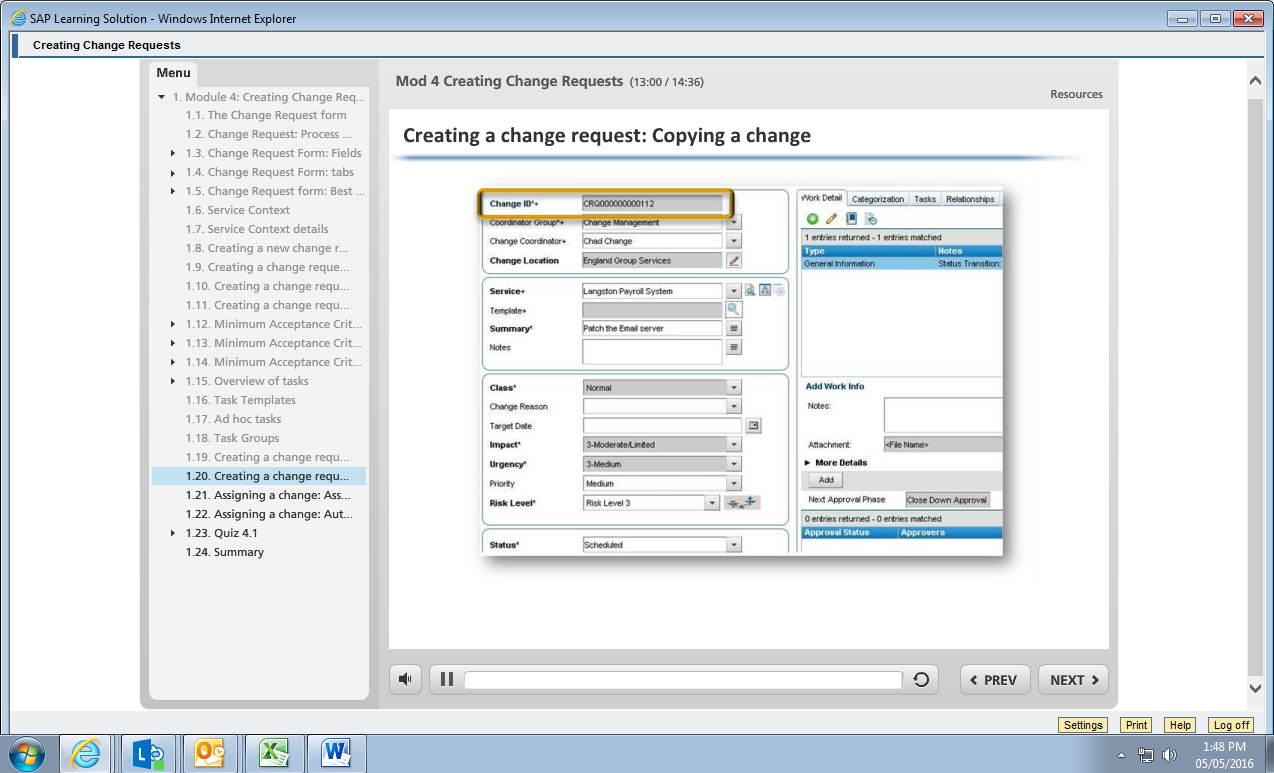 SAP Learning Solution - Windows Internet Explorer
Creating Change Requests
Menu
1. Module 4: Creating Change Req...
1.1. The Change Request form
1.2. Change Request: Process ...
1.3. Change Request Form: Fields
1.4. Change Request Form: tabs
1.5. Change Request form: Best ...
1.6. Service Context
1.7. Service Context details
1.8. Creating a new change r...
1.9. Creating a change reque...
1.10. Creating a change requ...
1.11. Creating a change requ...
1.12. Minimum Acceptance Crit...
1.13. Minimum Acceptance Crit...
1.14. Minimum Acceptance Crit...
1.15. Overview of tasks
1.16. Task Templates
1.17. Ad hoc tasks
1.18. Task Groups
1.19. Creating a change requ...
1.20. Creating a change requ...
1.21. Assigning a change: Ass...
1.22. Assigning a change: Aut...
1.23. Quiz 4.1
1.24. Summary
Mod 4 Creating Change Requests (13:00 / 14:36)
Resources
Creating a change request: Copying a change
Change ID*+ CRQ000000000112
Coordinator Group*+ Change Management
Change Coordinator+ Chad Change
Change Location England Group Services
Service+ Langston Payroll System
Template+
Summary* Patch the Email server
Notes
Class* Normal
Change Reason
Target Date
Impact* 3-Moderate/Limited
Urgency* 3-Medium
Priority Medium
Risk Level* Risk Level 3
Status* Scheduled
Work Detail Categorization Tasks Relationships
1 entries returned - 1 entries matched
Type Notes
General Information Status Transition:
Add Work Info
Notes:
Attachment: <File Name>
More Details
Add
Next Approval Phase Close Down Approval
0 entries returned - 0 entries matched
Approval Status Approvers
PREV NEXT
Settings Print Help Log off
1:48 PM
05/05/2016